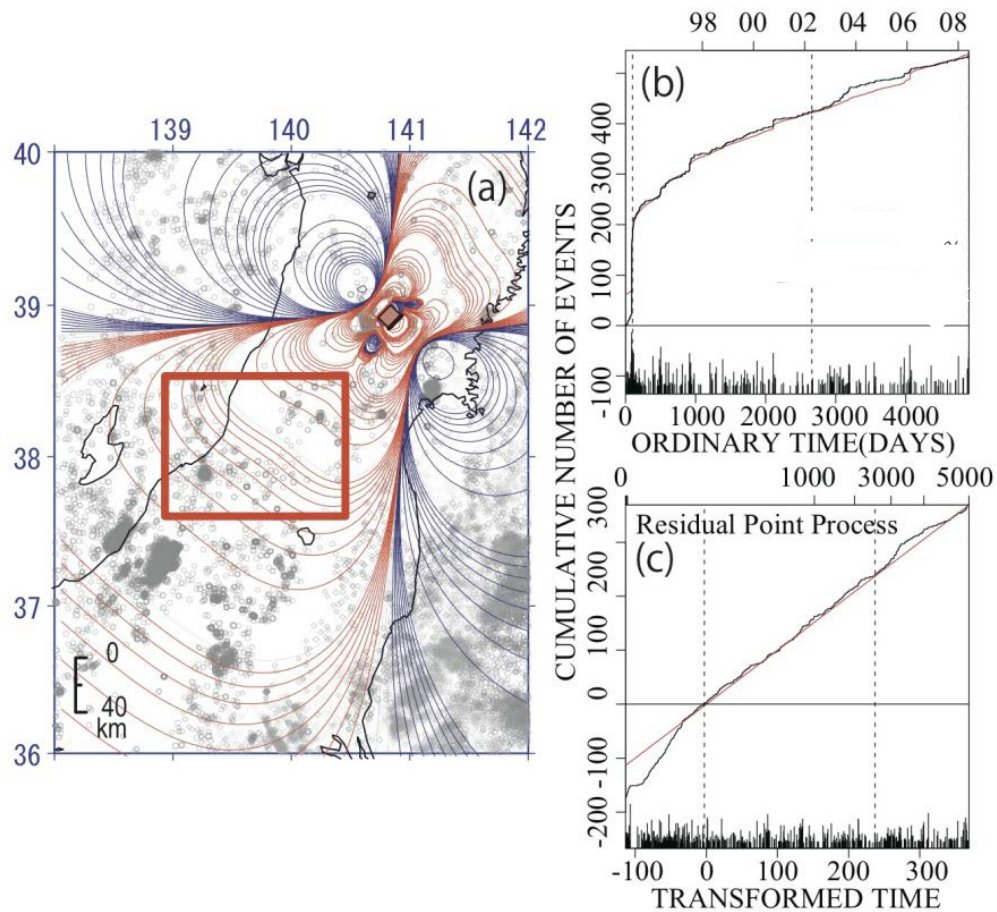 139 140 141 142
40
39
38
37
36
(a)
0
40
km
CUMULATIVE NUMBER OF EVENTS
98 00 02 04 06 08
(b)
400
300
200
100
0
-100
0 1000 2000 3000 4000
ORDINARY TIME(DAYS)
0 1000 3000 5000
Residual Point Process
(c)
300
200
100
0
-100
-200
-100 0 100 200 300
TRANSFORMED TIME